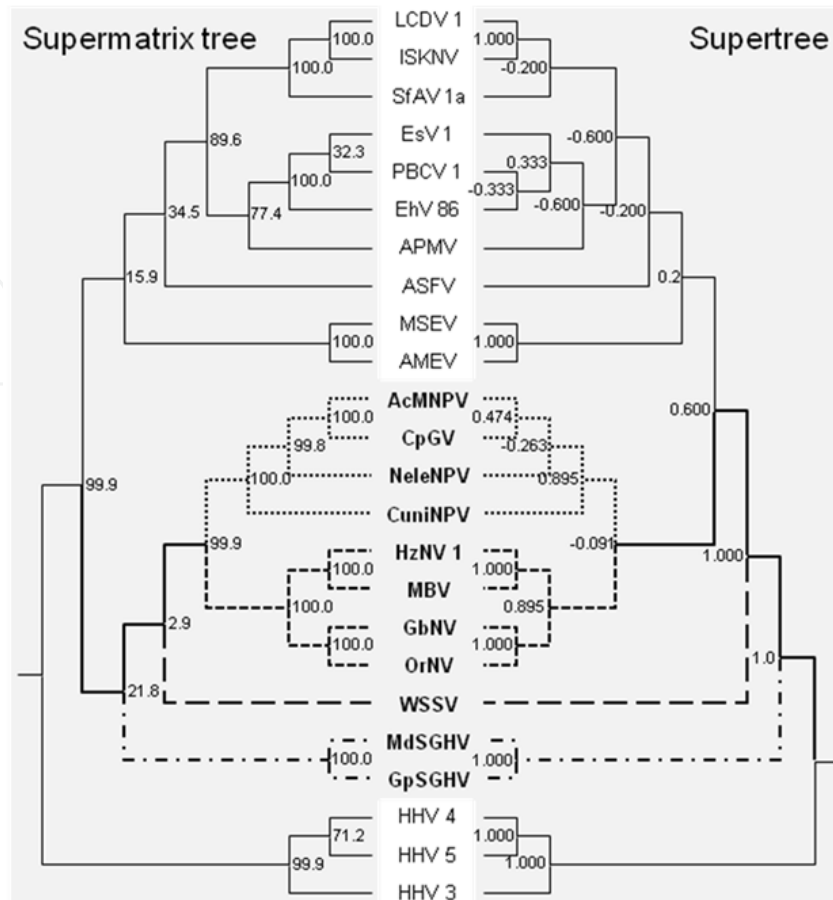 LCDV 1
Supermatrix tree
Supertree
100.0
1.000
ISKNV
100.0
-0.200
SfAV 1a
EsV 1
89.6
-0.600
32.3
0.333
PBCV 1
100.0
-0.333
EhV 86
34.5
77.4
-0.600
-0.200
APMV
15.9
0.2
ASFV
MSEV
100.0
1.000
AMEV
AcMNPV
0.600
100.0
0.474
CpGV
99.8
-0.263
NeleNPV
99.9
100.0
0.895
CuniNPV
99.9
-0.091
HzNV 1
1.000
100.0
1.000
MBV
100.0
0.895
GbNV
2.9
100.0
1.000
OrNV
1.0
21.8
WSSV
MdSGHV
100.0
1.000
GpSGHV
HHV 4
71.2
1.000
HHV 5
99.9
1.000
HHV 3